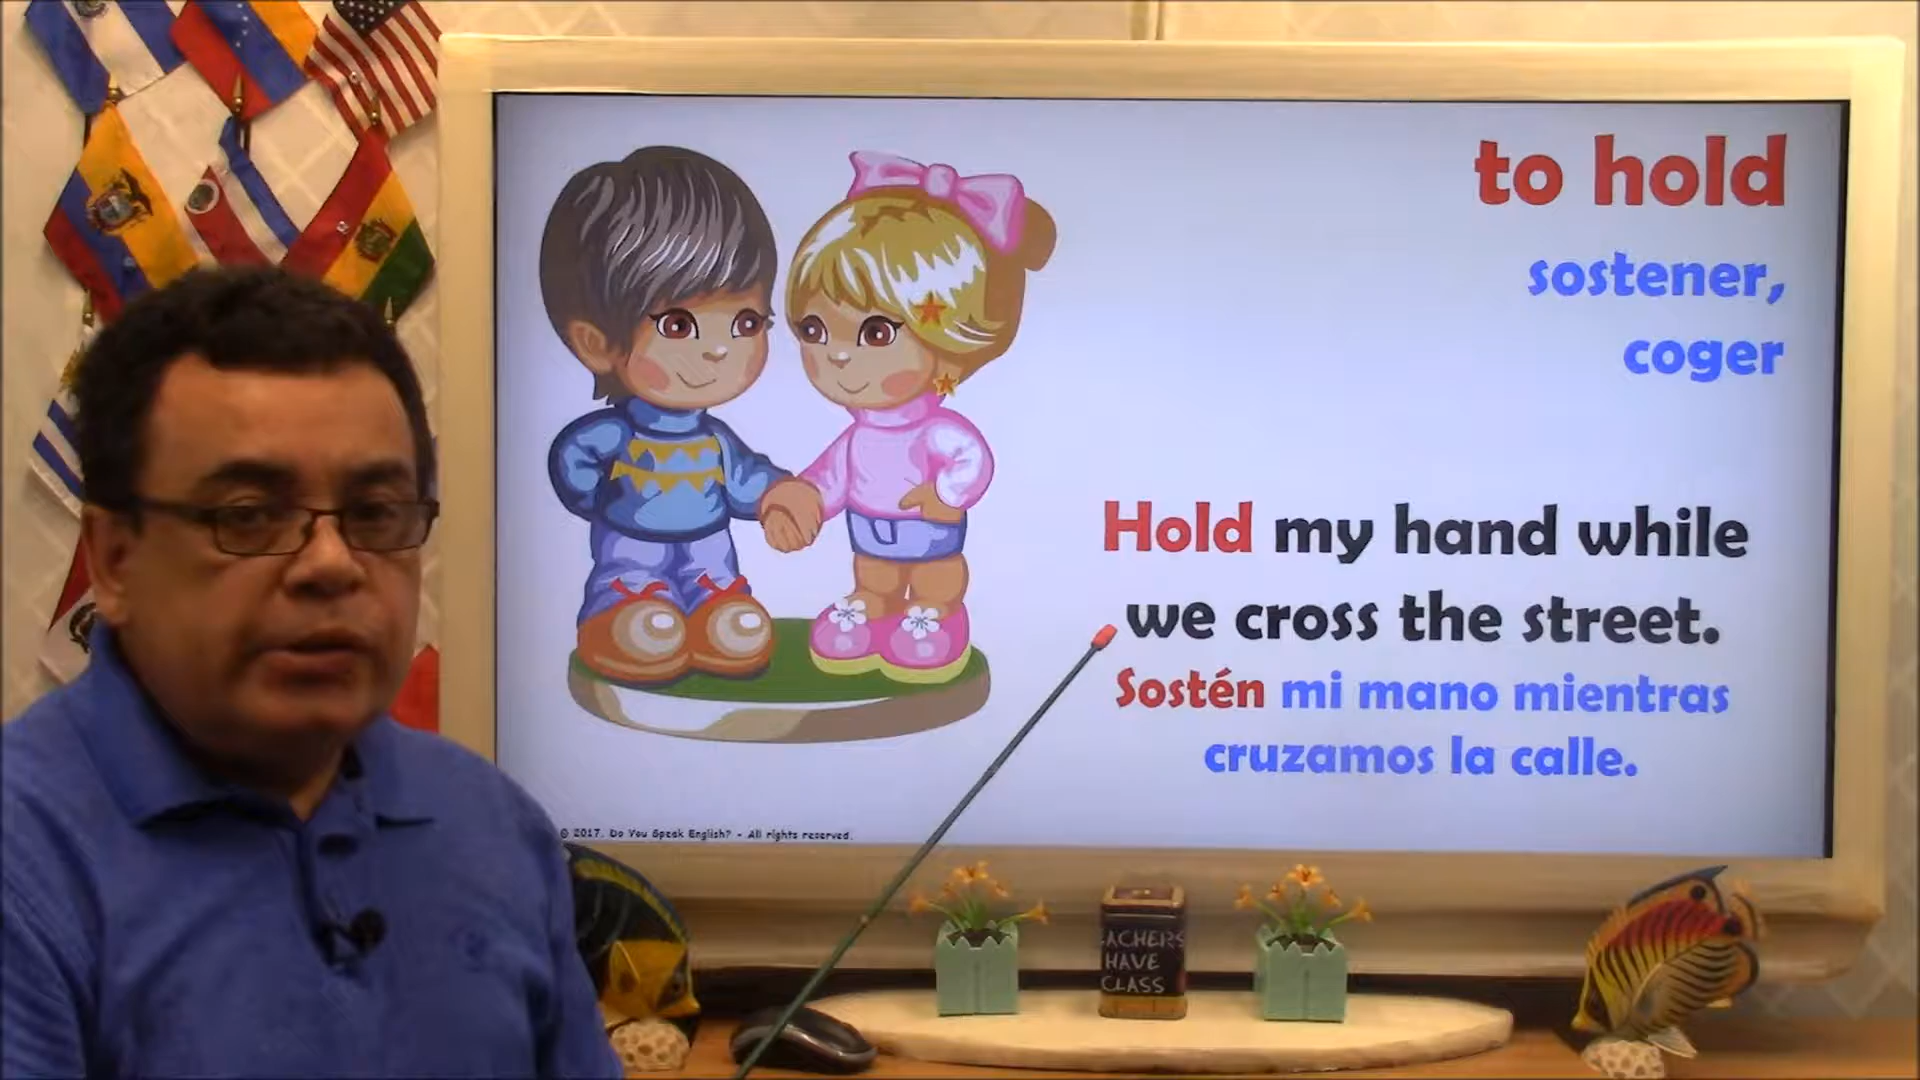 to hold
sostener,
coger
Hold my hand while
we cross the street.
Sostén mi mano mientras
cruzamos la calle.
© 2017. Do You Speak English? - All rights reserved.
HAVE
CLASS